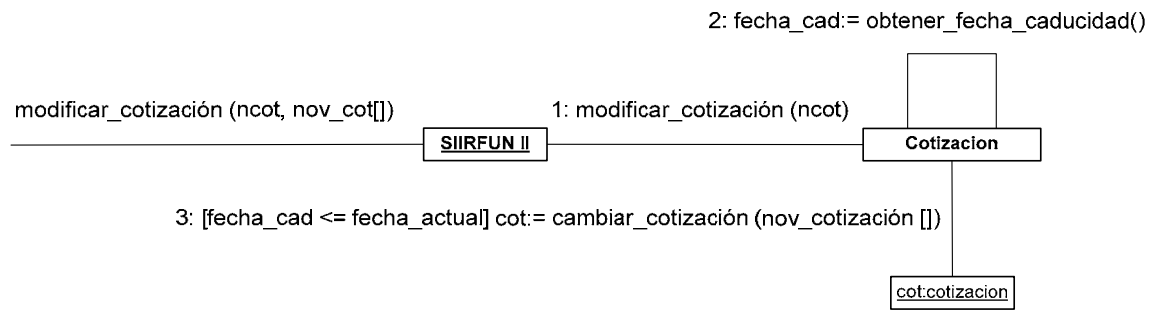 2: fecha_cad:= obtener_fecha_caducidad()
modificar_cotización (ncot, nov_cot[])
1: modificar_cotización (ncot)
SIIRFUN II
Cotizacion
3: [fecha_cad <= fecha_actual] cot:= cambiar_cotización (nov_cotización [])
cot:cotizacion